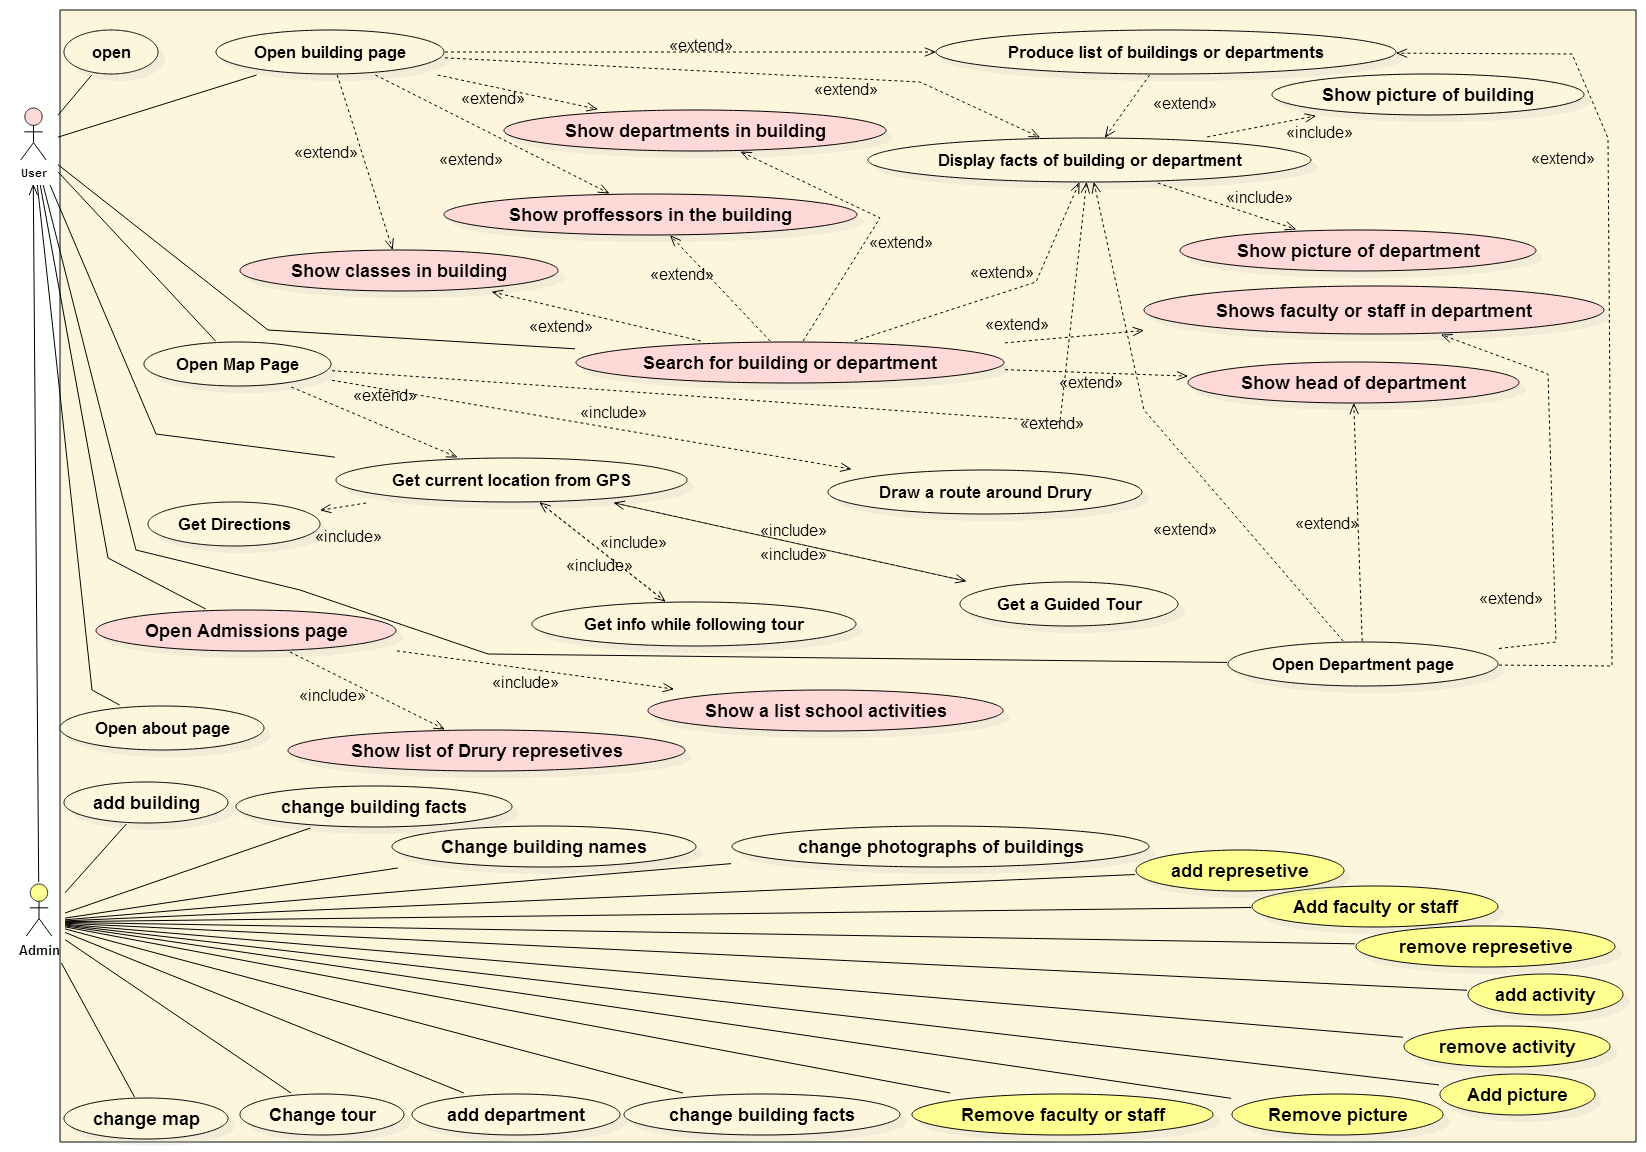 open
Open building page
«extend»
Produce list of buildings or departments
«extend»
«extend»
«extend»
Show picture of building
Show departments in building
«include»
«extend»
«extend»
Display facts of building or department
«extend»
User
«include»
Show proffessors in the building
«extend»
Show picture of department
Show classes in building
«extend»
«extend»
Shows faculty or staff in department
«extend»
«extend»
Open Map Page
Search for building or department
«extend»
Show head of department
«extend»
«include»
«extend»
Get current location from GPS
Draw a route around Drury
Get Directions
«extend»
«extend»
«include»
«include»
«include»
«include»
«include»
Get a Guided Tour
«extend»
Get info while following tour
Open Admissions page
Open Department page
«include»
«include»
Show a list school activities
Open about page
Show list of Drury represetives
add building
change building facts
Change building names
change photographs of buildings
add represetive
Add faculty or staff
remove represetive
Admin
add activity
remove activity
Add picture
change map
Change tour
add department
change building facts
Remove faculty or staff
Remove picture